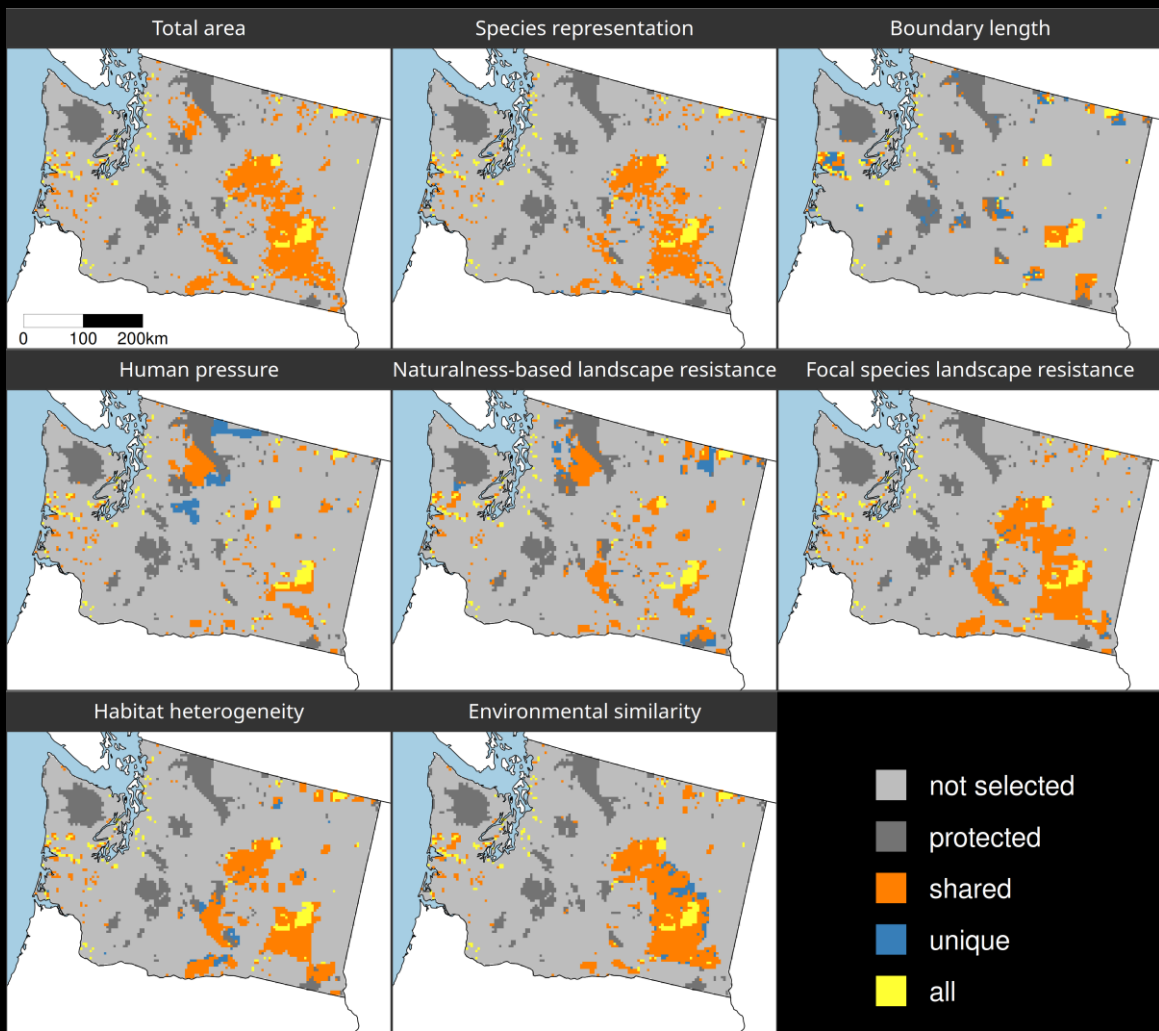 Total area
Species representation
Boundary length
0 100 200km
Human pressure
Naturalness-based landscape resistance
Focal species landscape resistance
Habitat heterogeneity
Environmental similarity
not selected
protected
shared
unique
all